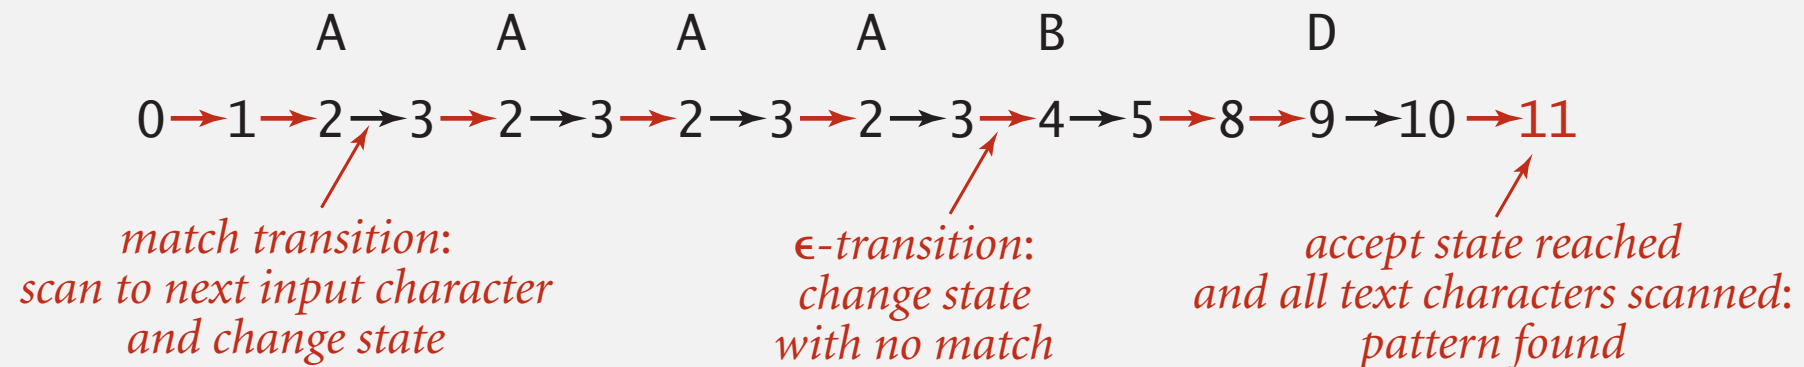 A A A A B D
0 1 2 3 2 3 2 3 2 3 4 5 8 9 10 11
match transition:
scan to next input character
and change state
ϵ-transition:
change state
with no match
accept state reached
and all text characters scanned:
pattern found